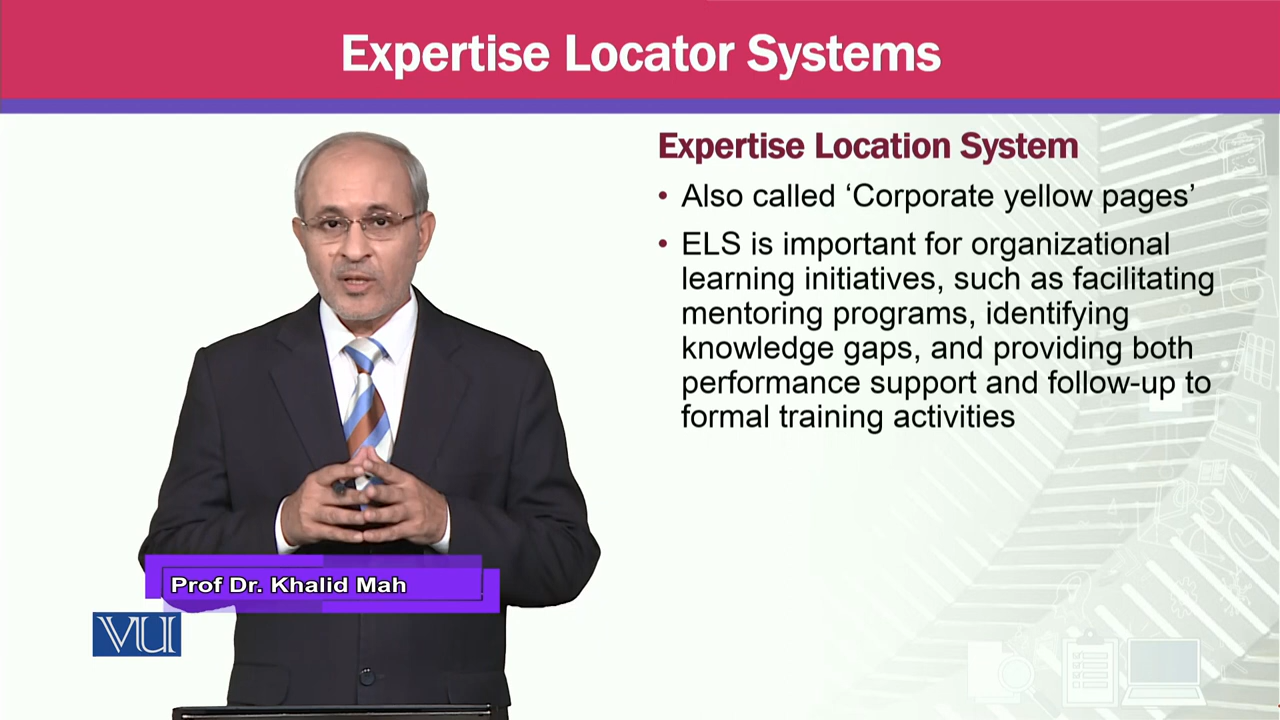 Expertise Locator Systems
Expertise Location System
• Also called ‘Corporate yellow pages’
• ELS is important for organizational
learning initiatives, such as facilitating
mentoring programs, identifying
knowledge gaps, and providing both
performance support and follow-up to
formal training activities
Prof Dr. Khalid Mah
VU